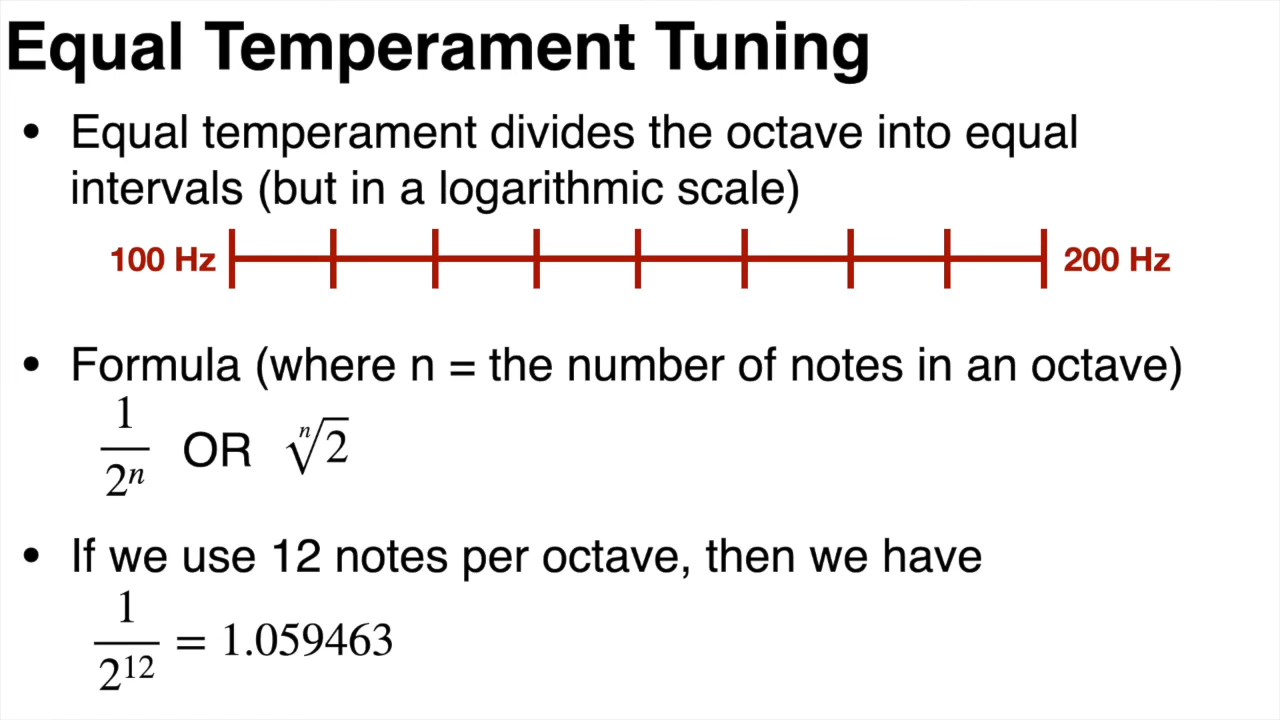 Equal Temperament Tuning
• Equal temperament divides the octave into equal
intervals (but in a logarithmic scale)
100 Hz 200 Hz
• Formula (where n = the number of notes in an octave)
1/2ⁿ OR ⁿ√2
• If we use 12 notes per octave, then we have
1/2¹² = 1.059463